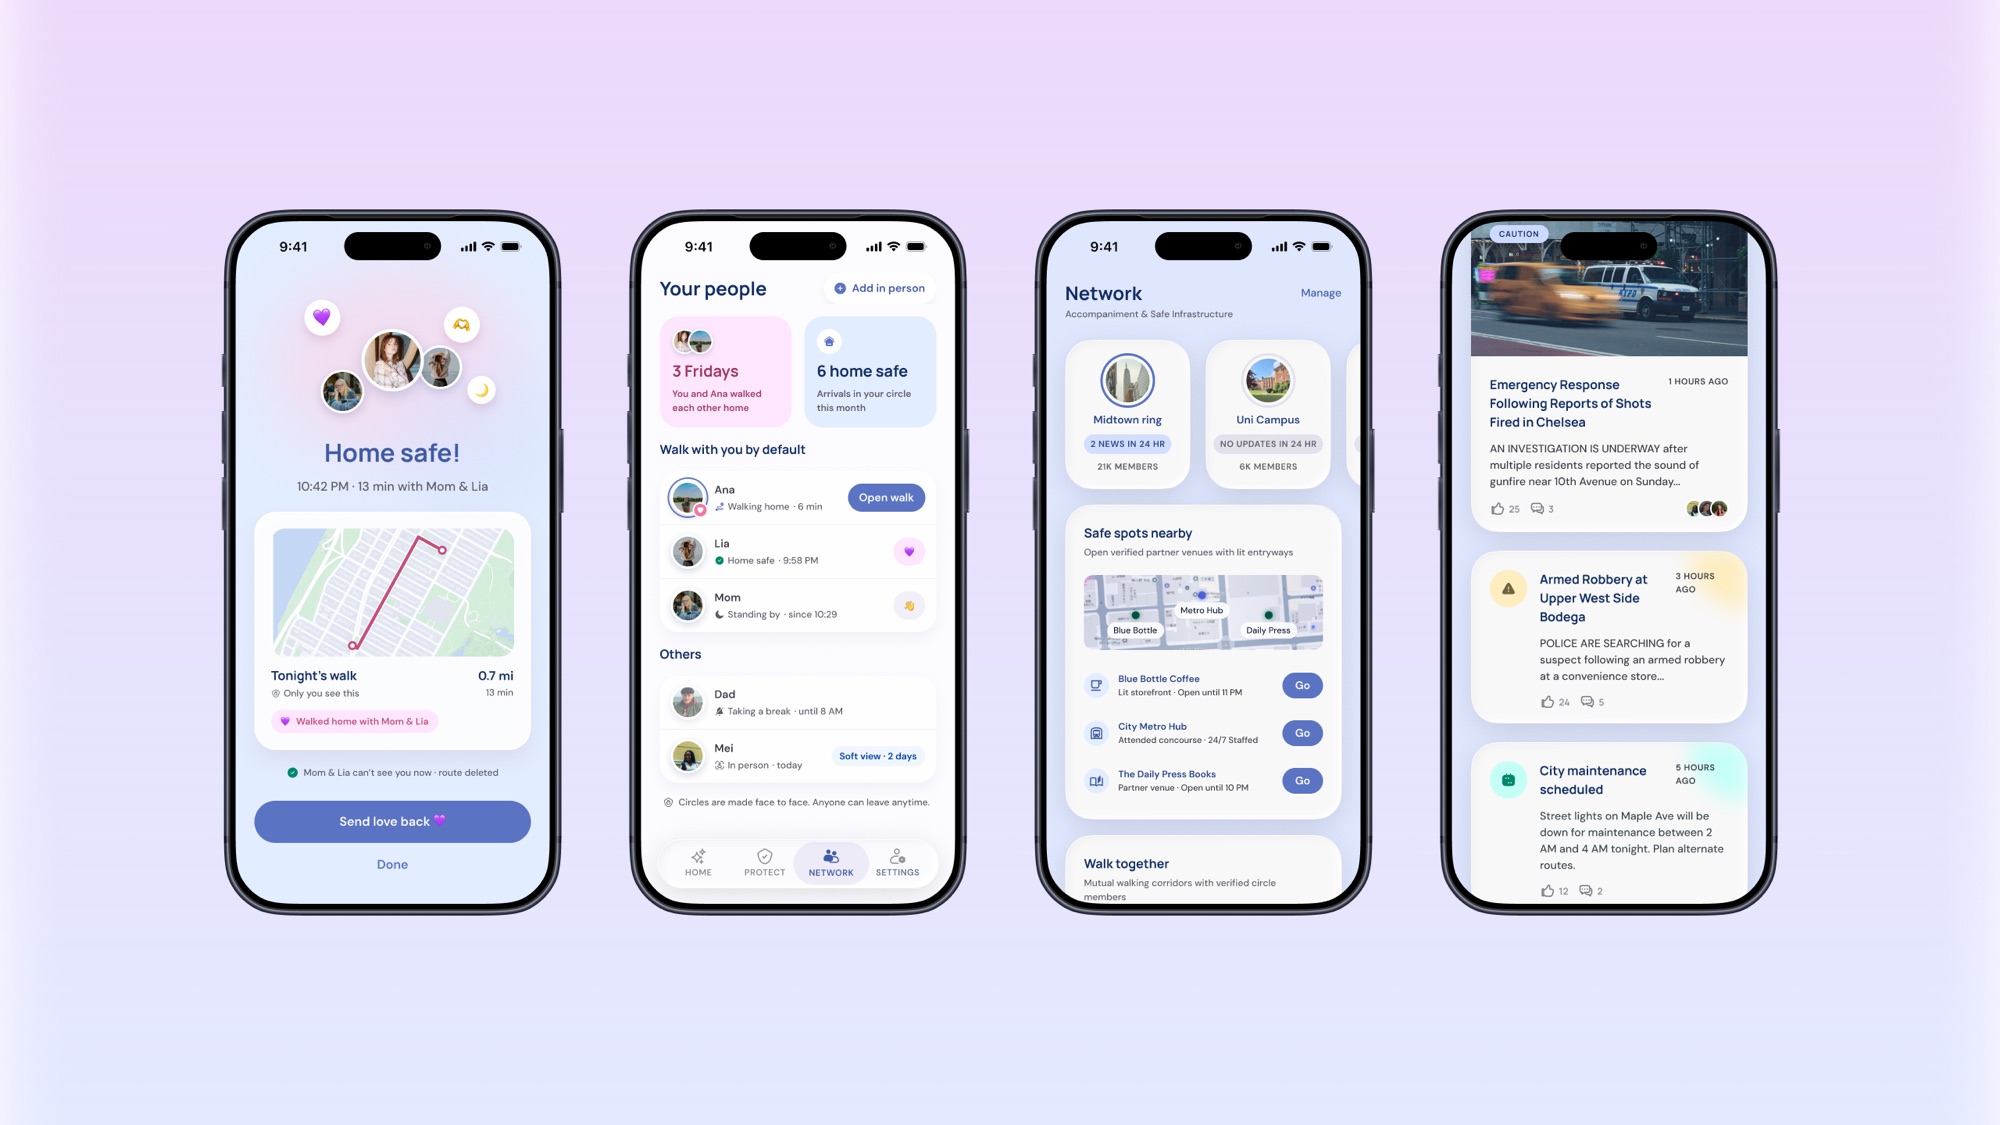 9:41
Home safe!
10:42 PM · 13 min with Mom & Lia
Tonight's walk 0.7 mi
Only you see this 13 min
Walked home with Mom & Lia
Mom & Lia can't see you now · route deleted
Send love back 💜
Done
9:41
Your people
Add in person
3 Fridays
You and Ana walked
each other home
6 home safe
Arrivals in your circle
this month
Walk with you by default
Ana
Walking home · 6 min
Open walk
Lia
Home safe · 9:58 PM
Mom
Standing by · since 10:29
Others
Dad
Taking a break · until 8 AM
Mei
In person · today
Soft view · 2 days
Circles are made face to face. Anyone can leave anytime.
HOME PROTECT NETWORK SETTINGS
9:41
Network
Manage
Accompaniment & Safe Infrastructure
Midtown ring
2 NEWS IN 24 HR
21K MEMBERS
Uni Campus
NO UPDATES IN 24 HR
6K MEMBERS
Safe spots nearby
Open verified partner venues with lit entryways
Metro Hub
Blue Bottle
Daily Press
Blue Bottle Coffee
Lit storefront · Open until 11 PM
Go
City Metro Hub
Attended concourse · 24/7 Staffed
Go
The Daily Press Books
Partner venue · Open until 10 PM
Go
Walk together
Mutual walking corridors with verified circle
members
CAUTION
NYPD
Emergency Response
Following Reports of Shots
Fired in Chelsea
1 HOURS AGO
AN INVESTIGATION IS UNDERWAY after
multiple residents reported the sound of
gunfire near 10th Avenue on Sunday...
25 3
Armed Robbery at
Upper West Side
Bodega
3 HOURS
AGO
POLICE ARE SEARCHING for a
suspect following an armed robbery
at a convenience store...
24 5
City maintenance
scheduled
5 HOURS
AGO
Street lights on Maple Ave will be
down for maintenance between 2
AM and 4 AM tonight. Plan alternate
routes.
12 2